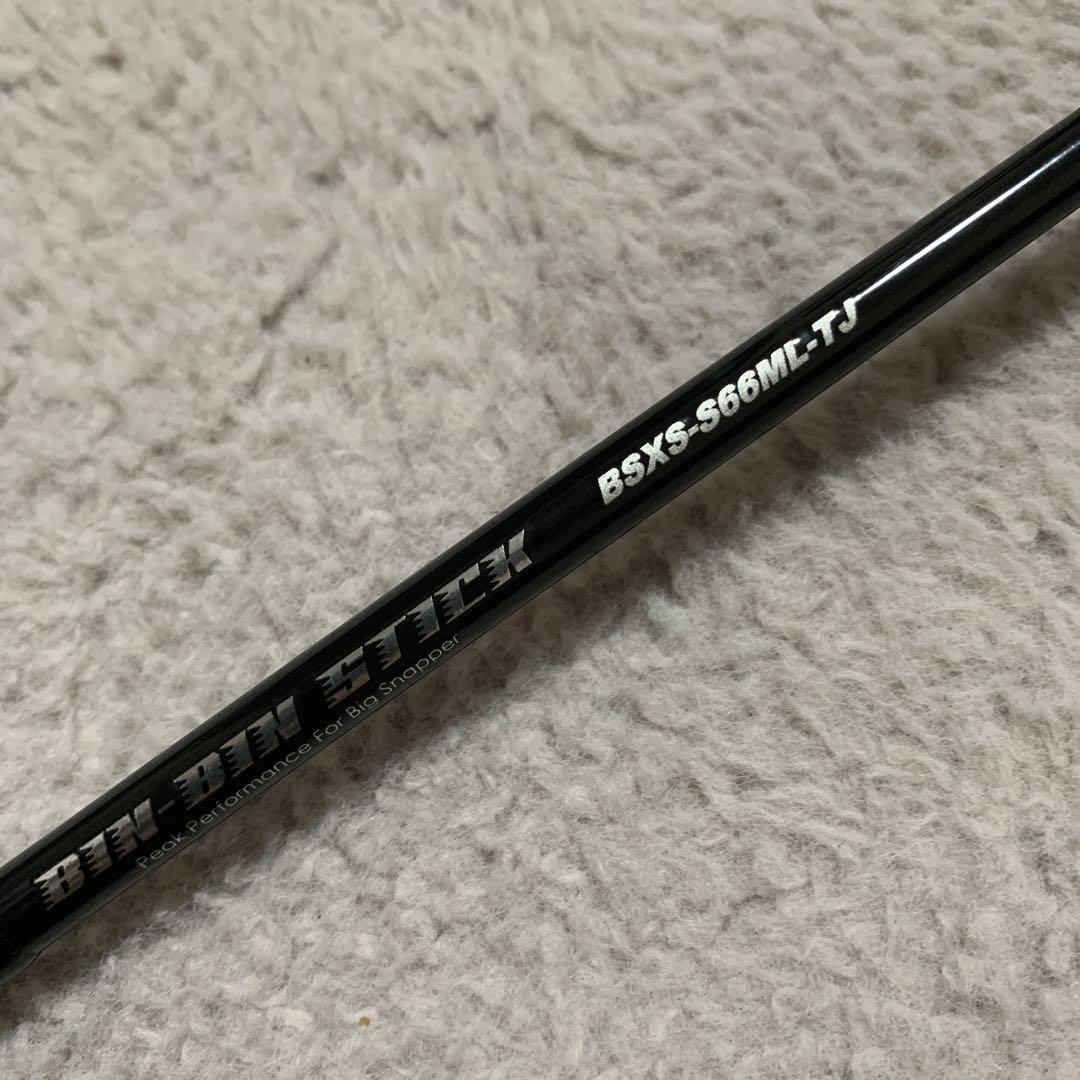 BIN-BIN STICK
Peak Performance For Big Snapper
BSXS-S66ML-TJ